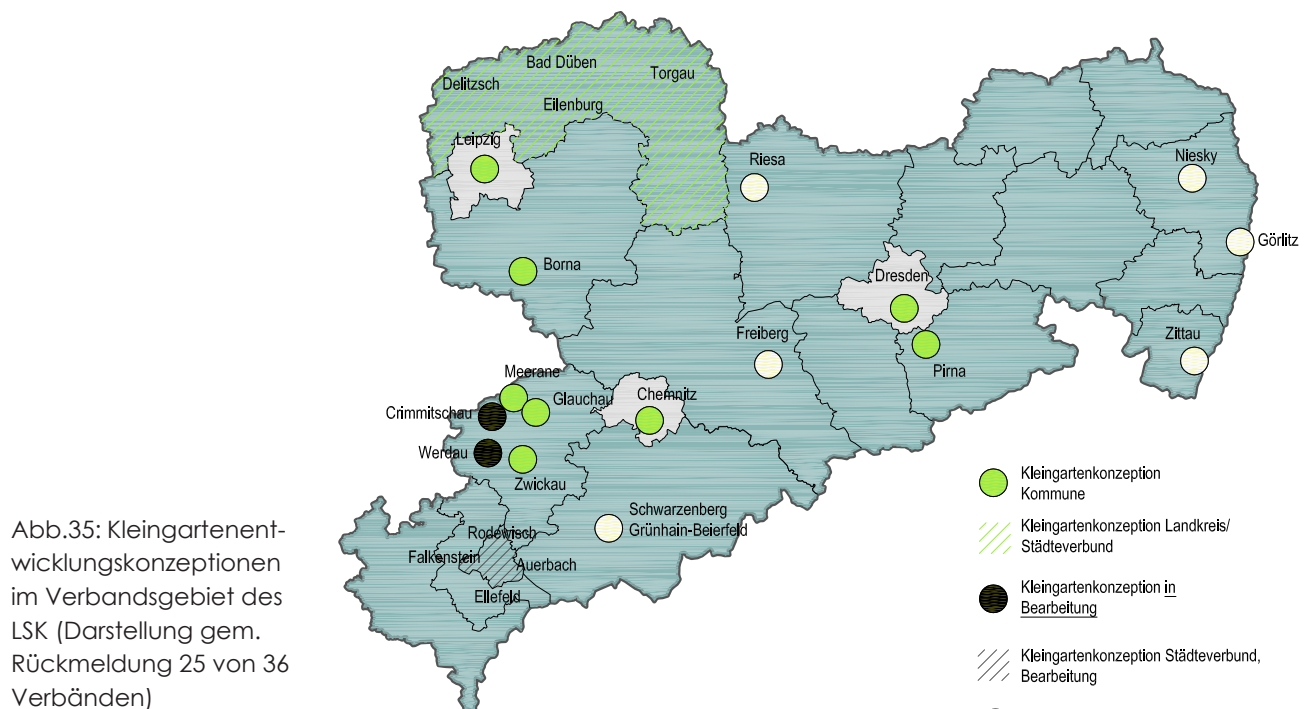 Bad Düben
Torgau
Delitzsch
Eilenburg
Leipzig
Riesa
Niesky
Görlitz
Borna
Dresden
Freiberg
Zittau
Pirna
Meerane
Glauchau
Chemnitz
Crimmitschau
Werdau
Zwickau
Schwarzenberg
Grünhain-Beierfeld
Rodewisch
Falkenstein
Auerbach
Ellefeld
Kleingartenkonzeption
Kommune
Kleingartenkonzeption Landkreis/
Städteverbund
Kleingartenkonzeption in
Bearbeitung
Kleingartenkonzeption Städteverbund,
Bearbeitung
Abb.35: Kleingartenent-
wicklungskonzeptionen
im Verbandsgebiet des
LSK (Darstellung gem.
Rückmeldung 25 von 36
Verbänden)